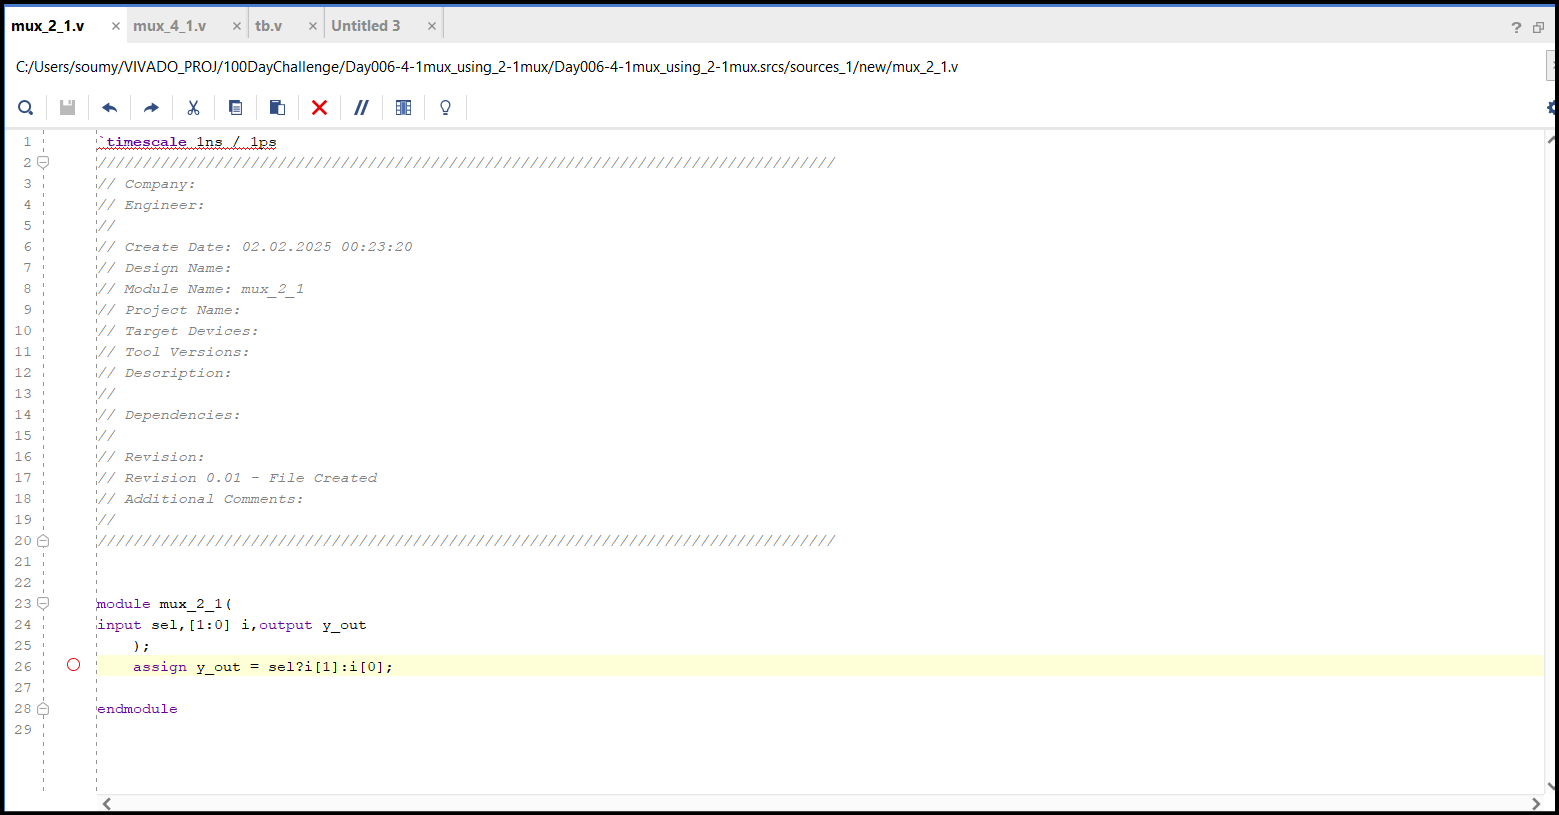 mux_2_1.v × mux_4_1.v × tb.v × Untitled 3 × ?
C:/Users/soumy/VIVADO_PROJ/100DayChallenge/Day006-4-1mux_using_2-1mux/Day006-4-1mux_using_2-1mux.srcs/sources_1/new/mux_2_1.v
1 `timescale 1ns / 1ps
2 //////////////////////////////////////////////////////////////////////////////////
3 // Company:
4 // Engineer:
5 //
6 // Create Date: 02.02.2025 00:23:20
7 // Design Name:
8 // Module Name: mux_2_1
9 // Project Name:
10 // Target Devices:
11 // Tool Versions:
12 // Description:
13 //
14 // Dependencies:
15 //
16 // Revision:
17 // Revision 0.01 - File Created
18 // Additional Comments:
19 //
20 //////////////////////////////////////////////////////////////////////////////////
21
22
23 module mux_2_1(
24 input sel,[1:0] i,output y_out
25 );
26 assign y_out = sel?i[1]:i[0];
27
28 endmodule
29